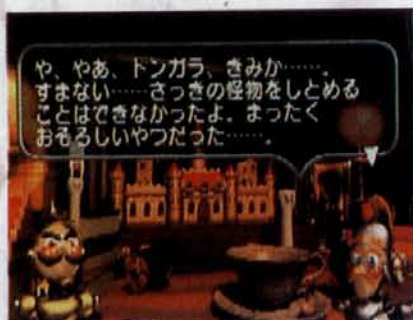 や、やあ、ドンガラ、きみか……。
すまない……さっきの怪物をしとめる
ことはできなかったよ。まったく
おそろしいやつだった……。